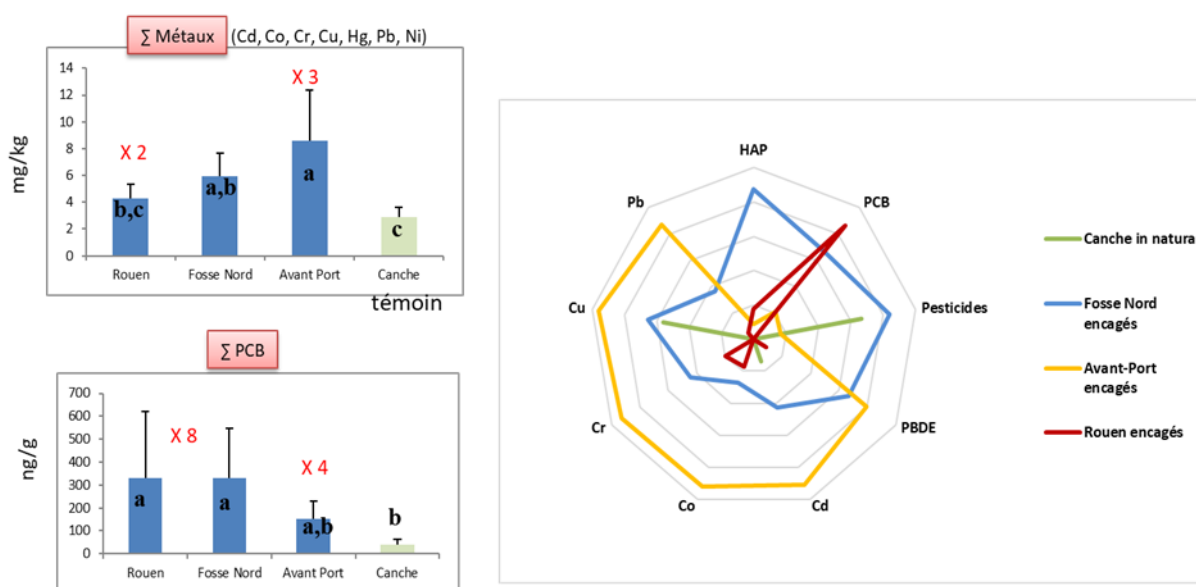 ∑ Métaux (Cd, Co, Cr, Cu, Hg, Pb, Ni)
mg/kg
14
12
10
8
6
4
2
0
X 2
X 3
b,c
a,b
a
c
Rouen Fosse Nord Avant Port Canche
témoin
∑ PCB
ng/g
700
600
500
400
300
200
100
0
X 8
X 4
a
a
a,b
b
Rouen Fosse Nord Avant Port Canche
HAP
PCB
Pesticides
PBDE
Cd
Co
Cr
Cu
Pb
Canche in natura
Fosse Nord
encagés
Avant-Port
encagés
Rouen encagés